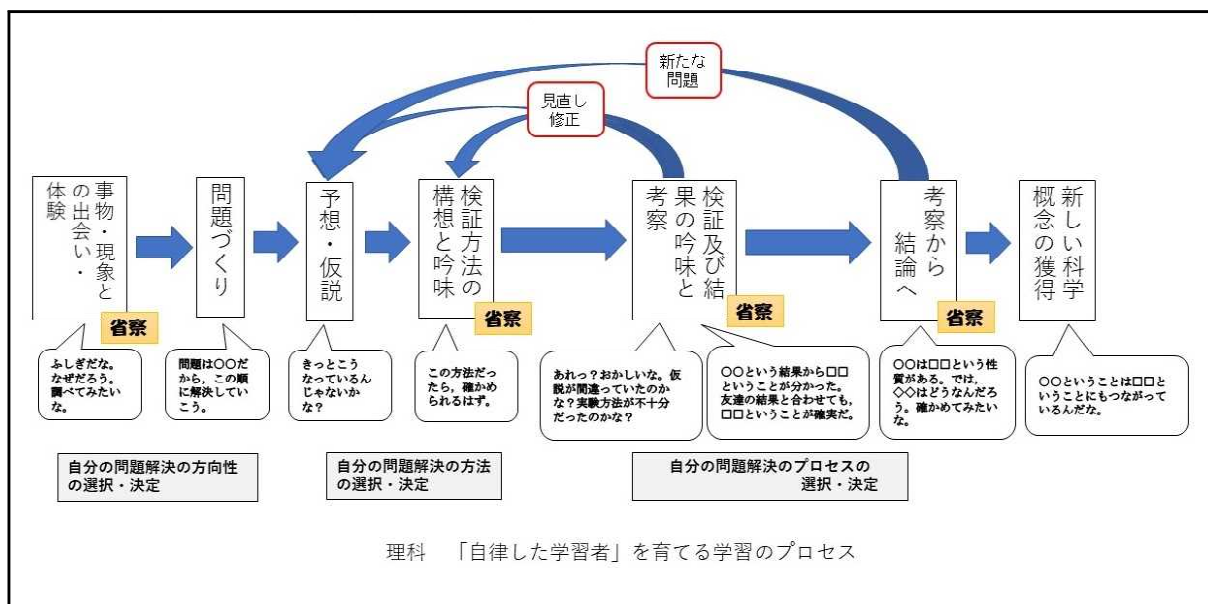 新たな
問題
見直し
修正
事物・現象と
の出会い・
体験
問題づくり
予想・仮説
検証方法の
構想と吟味
検証及び結
果の吟味と
考察
考察から
結論へ
新しい科学
概念の獲得
省察
省察
省察
省察
ふしぎだな。
なぜだろう。
調べてみたい
な。
問題は○○だ
から，この順
に解決してい
こう。
きっとこう
なっているん
じゃないか
な？
この方法だっ
たら，確かめ
られるはず。
あれっ？おかしいな。仮
説が間違っていたのか
な？実験方法が不十分
だったのかな？
○○という結果から□□
ということが分かった。
友達の結果と合わせても，
□□ということが確実だ。
○○は□□という性
質がある。では，
◇◇はどうなんだろ
う。確かめてみたい
な。
○○ということは□□と
いうことにもつながって
いるんだな。
自分の問題解決の方向性
の選択・決定
自分の問題解決の方法
の選択・決定
自分の問題解決のプロセスの
選択・決定
理科　「自律した学習者」を育てる学習のプロセス